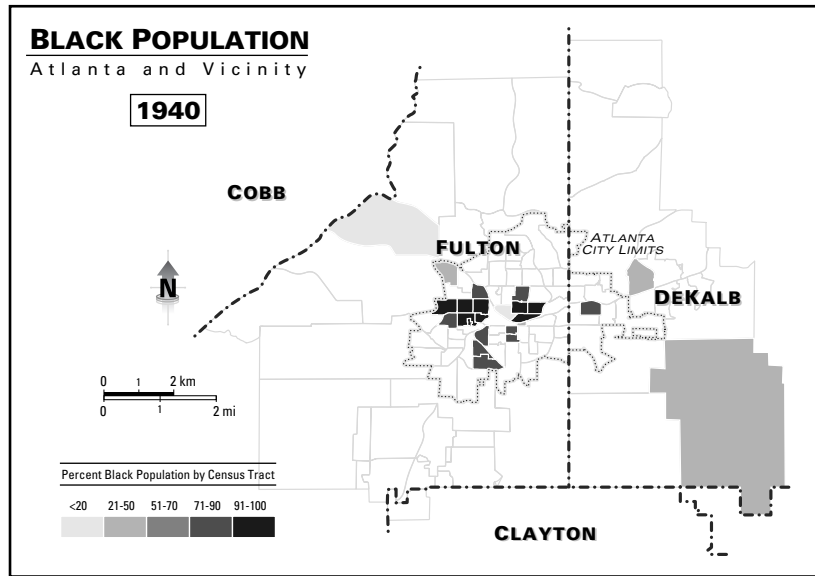 BLACK POPULATION
Atlanta and Vicinity
1940
COBB
FULTON
ATLANTA
CITY LIMITS
DEKALB
N
0 1 2 km
0 1 2 mi
Percent Black Population by Census Tract
<20 21-50 51-70 71-90 91-100
CLAYTON